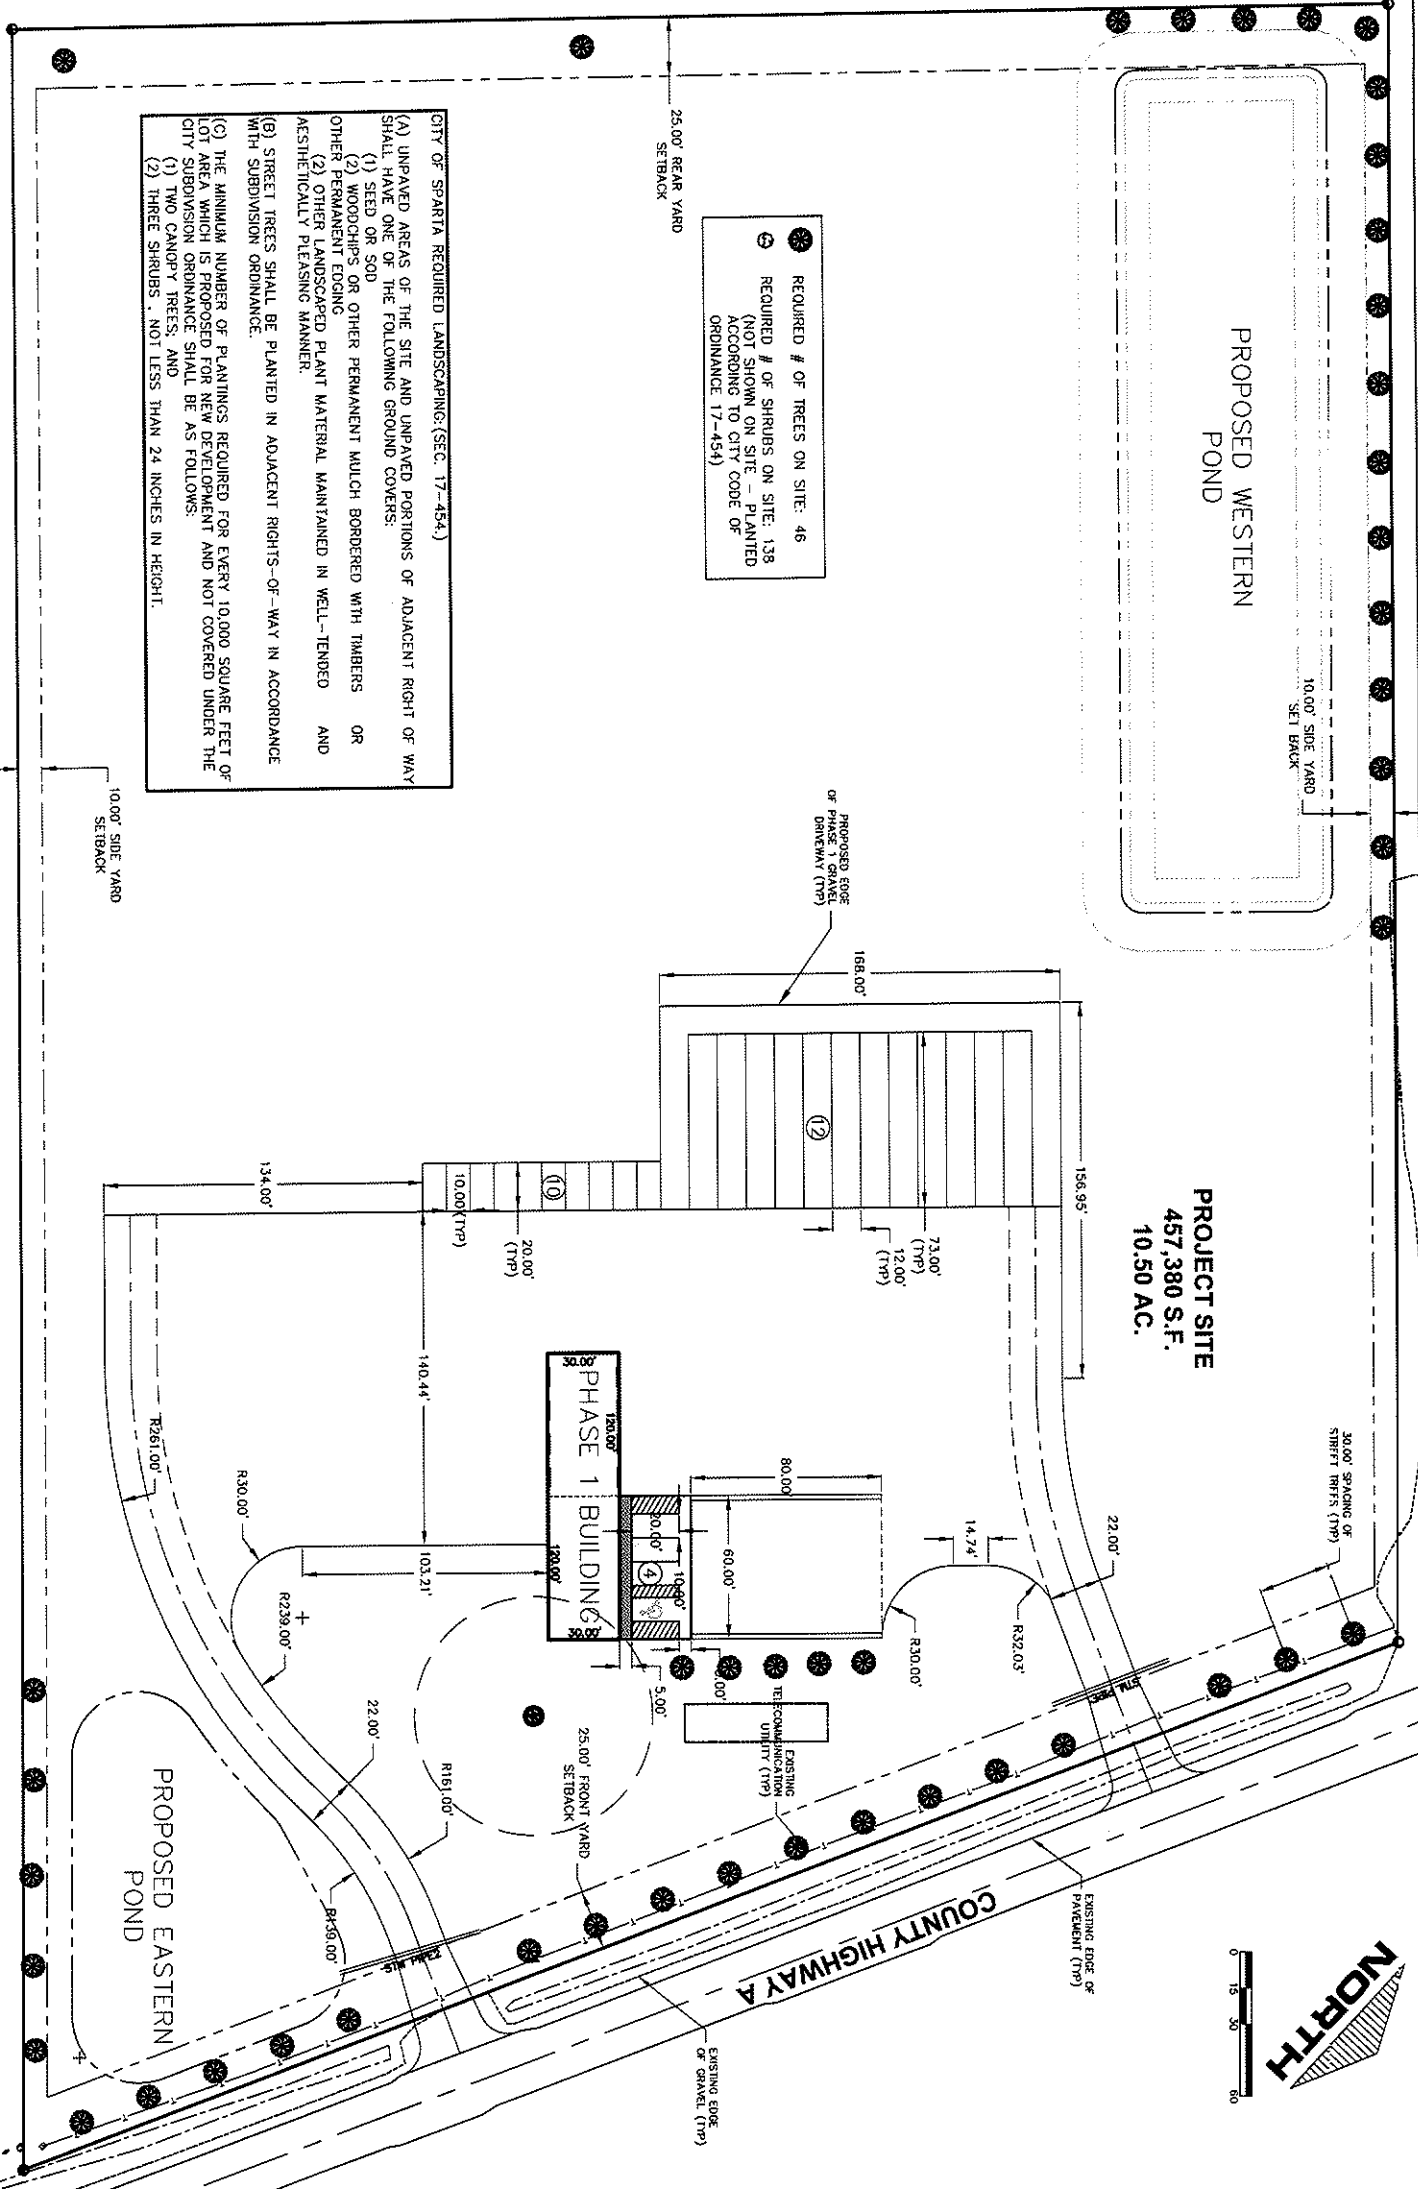 PROPOSED WESTERN
POND
10.00' SIDE YARD
SET BACK
25.00' REAR YARD
SETBACK
REQUIRED # OF TREES ON SITE: 46
REQUIRED # OF SHRUBS ON SITE: 138
(NOT SHOWN ON SITE - PLANTED
ACCORDING TO CITY CODE OF
ORDINANCE 17-454)
CITY OF SPARTA REQUIRED LANDSCAPING:(SEC. 17-454.)
(A) UNPAVED AREAS OF THE SITE AND UNPAVED PORTIONS OF ADJACENT RIGHT OF WAY
SHALL HAVE ONE OF THE FOLLOWING GROUND COVERS:
(1) SEED OR SOD
(2) WOODCHIPS OR OTHER PERMANENT MULCH BORDERED WITH TIMBERS OR
OTHER PERMANENT EDGING
(2) OTHER LANDSCAPED PLANT MATERIAL MAINTAINED IN WELL-TENDED AND
AESTHETICALLY PLEASING MANNER.
(B) STREET TREES SHALL BE PLANTED IN ADJACENT RIGHTS-OF-WAY IN ACCORDANCE
WITH SUBDIVISION ORDINANCE.
(C) THE MINIMUM NUMBER OF PLANTINGS REQUIRED FOR EVERY 10,000 SQUARE FEET OF
LOT AREA WHICH IS PROPOSED FOR NEW DEVELOPMENT AND NOT COVERED UNDER THE
CITY SUBDIVISION ORDINANCE SHALL BE AS FOLLOWS:
(1) TWO CANOPY TREES; AND
(2) THREE SHRUBS, NOT LESS THAN 24 INCHES IN HEIGHT.
10.00' SIDE YARD
SETBACK
PROPOSED EDGE
OF PHASE 1 GRAVEL
DRIVEWAY (TYP)
168.00'
156.95'
12
73.00'
(TYP)
12.00'
(TYP)
10
10.00'(TYP)
20.00'
(TYP)
134.00'
140.44'
PROJECT SITE
457,380 S.F.
10.50 AC.
30.00' SPACING OF
STREET TREES (TYP)
PHASE 1 BUILDING
30.00'
120.00'
120.00'
30.00'
80.00'
60.00'
20.00'
10.00'
4
5.00'
14.74'
22.00'
R32.03'
R30.00'
STM PIPE
R261.00'
R30.00'
103.21'
R239.00'
22.00'
R161.00'
R139.00'
25.00' FRONT YARD
SETBACK
EXISTING
TELECOMMUNICATION
UTILITY (TYP)
PROPOSED EASTERN
POND
STM PIPE2
COUNTY HIGHWAY A
EXISTING EDGE OF
PAVEMENT (TYP)
EXISTING EDGE
OF GRAVEL (TYP)
NORTH
0 15 30 60